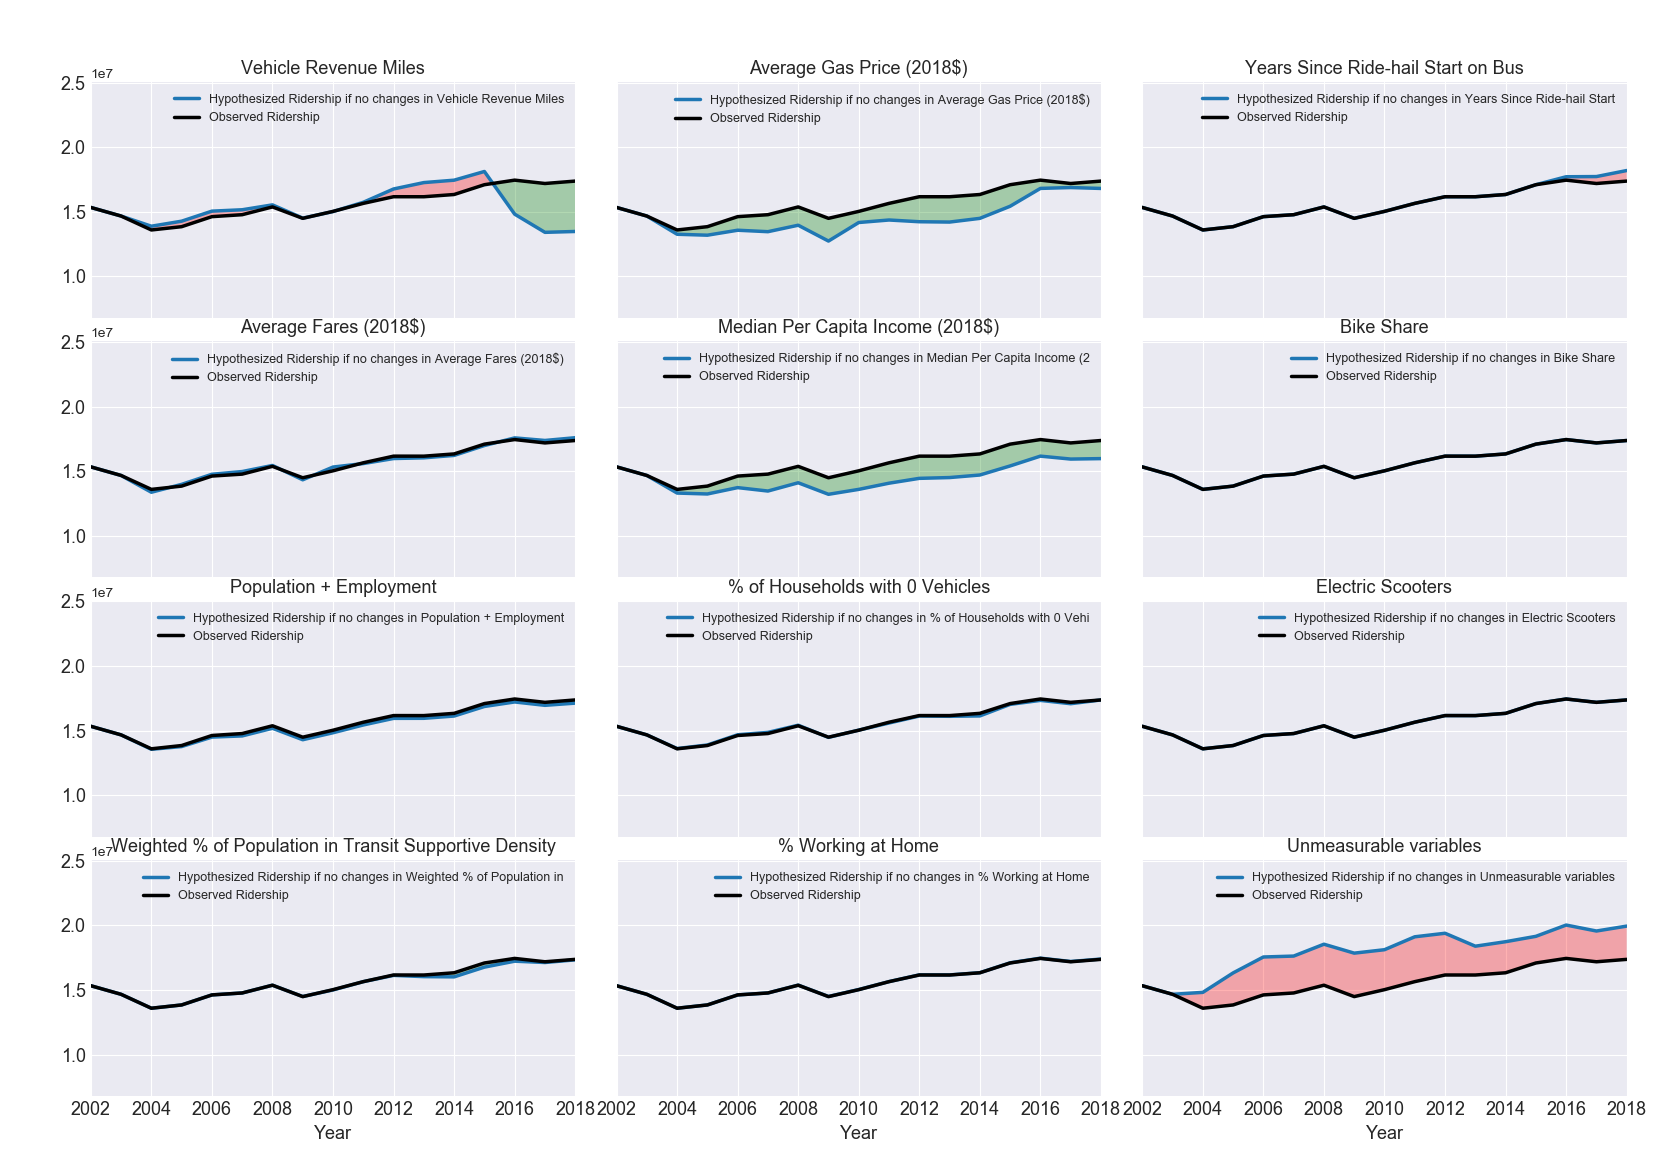 Vehicle Revenue Miles
1e7
2.5
2.0
1.5
1.0
Hypothesized Ridership if no changes in Vehicle Revenue Miles
Observed Ridership
Average Gas Price (2018$)
Hypothesized Ridership if no changes in Average Gas Price (2018$)
Observed Ridership
Years Since Ride-hail Start on Bus
Hypothesized Ridership if no changes in Years Since Ride-hail Start
Observed Ridership
Average Fares (2018$)
1e7
2.5
2.0
1.5
1.0
Hypothesized Ridership if no changes in Average Fares (2018$)
Observed Ridership
Median Per Capita Income (2018$)
Hypothesized Ridership if no changes in Median Per Capita Income (2
Observed Ridership
Bike Share
Hypothesized Ridership if no changes in Bike Share
Observed Ridership
Population + Employment
1e7
2.5
2.0
1.5
1.0
Hypothesized Ridership if no changes in Population + Employment
Observed Ridership
% of Households with 0 Vehicles
Hypothesized Ridership if no changes in % of Households with 0 Vehi
Observed Ridership
Electric Scooters
Hypothesized Ridership if no changes in Electric Scooters
Observed Ridership
Weighted % of Population in Transit Supportive Density
1e7
2.5
2.0
1.5
1.0
Hypothesized Ridership if no changes in Weighted % of Population in
Observed Ridership
2002 2004 2006 2008 2010 2012 2014 2016 2018
Year
% Working at Home
Hypothesized Ridership if no changes in % Working at Home
Observed Ridership
2002 2004 2006 2008 2010 2012 2014 2016 2018
Year
Unmeasurable variables
Hypothesized Ridership if no changes in Unmeasurable variables
Observed Ridership
2002 2004 2006 2008 2010 2012 2014 2016 2018
Year